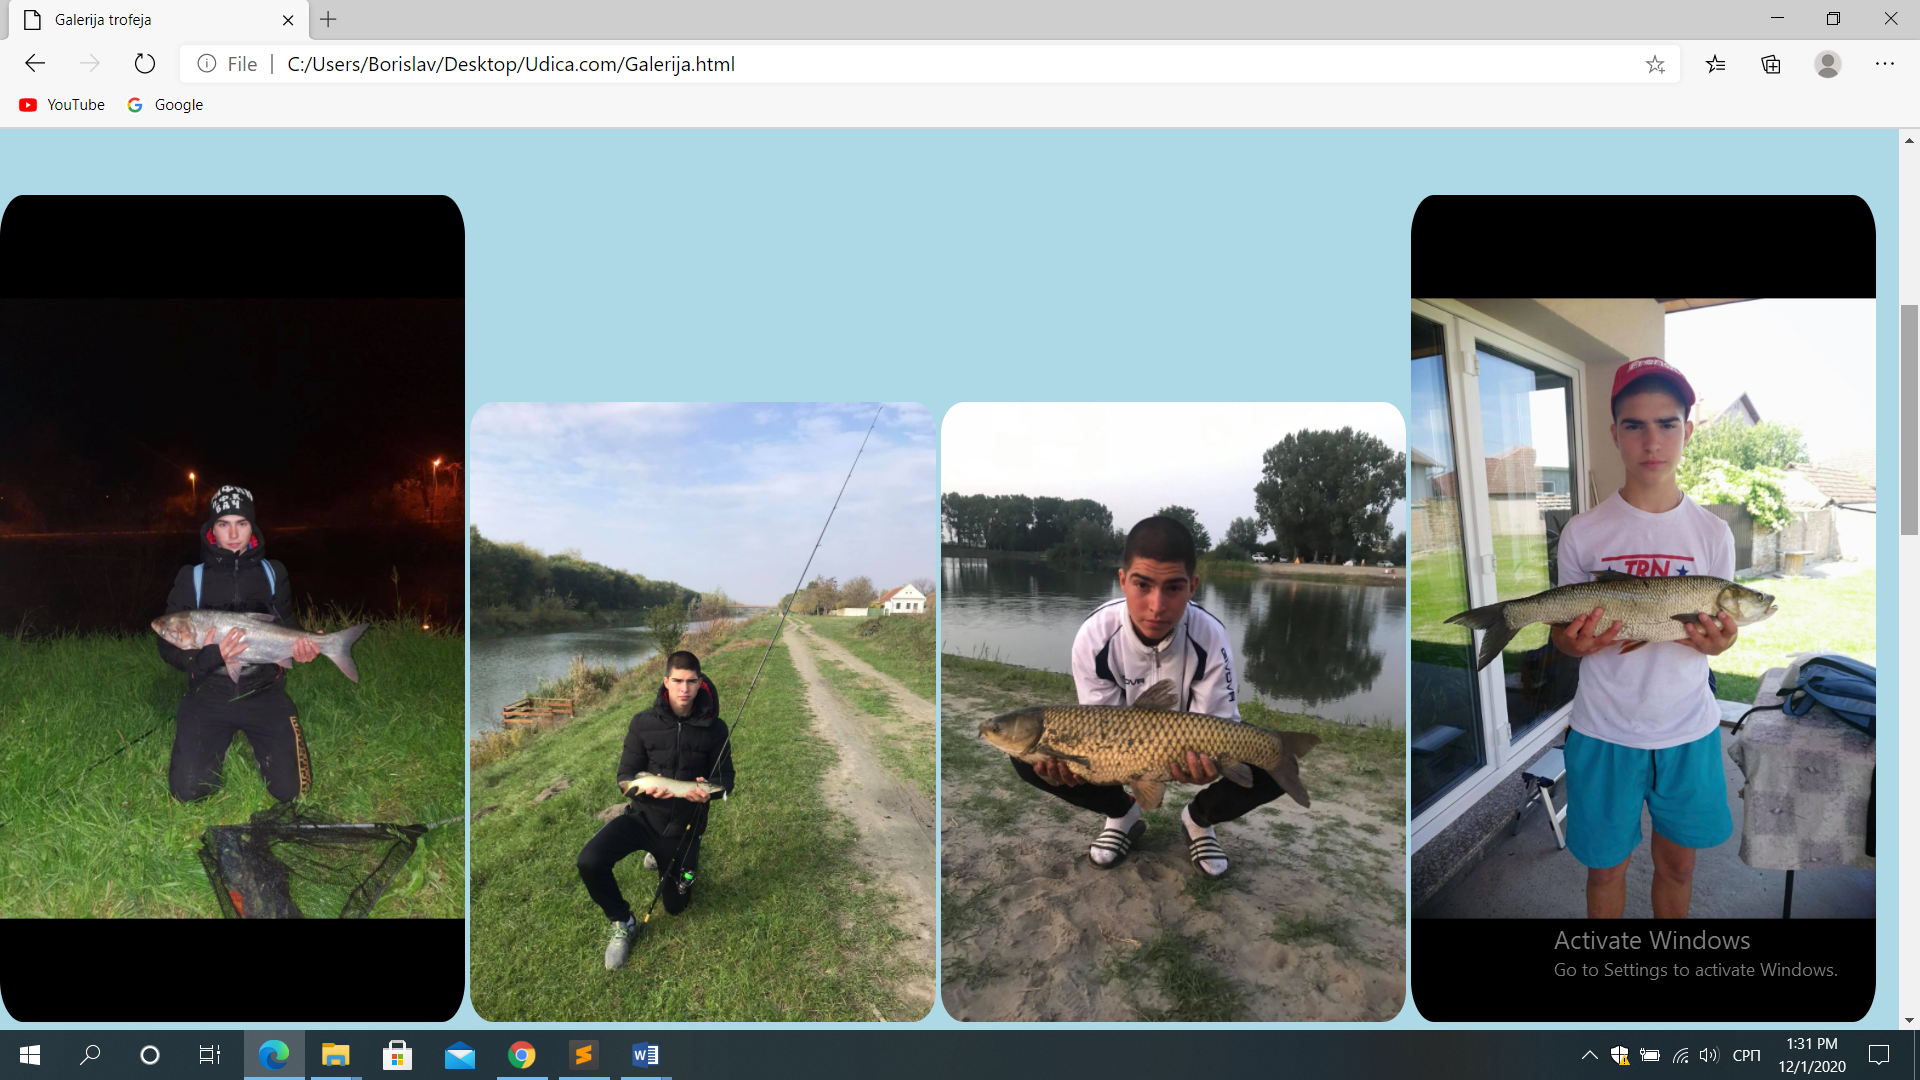 Galerija trofeja
File
C:/Users/Borislav/Desktop/Udica.com/Galerija.html
YouTube
Google
TRN
GIVOVA
Activate Windows
Go to Settings to activate Windows.
СРП
1:31 PM
12/1/2020